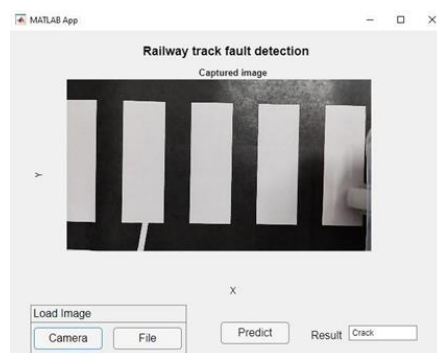 MATLAB App
Railway track fault detection
Captured image
Y
X
Load Image
Camera
File
Predict
Result
Crack